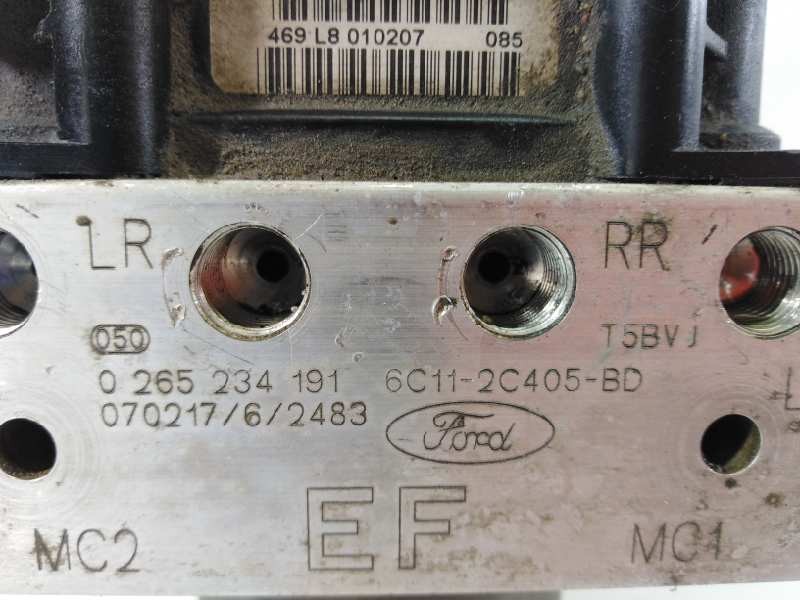 469 L8 010207 085
LR RR
050 T5BVJ
0 265 234 191 6C11-2C405-BD
070217/6/2483 Ford
L
EF
MC2 MC1